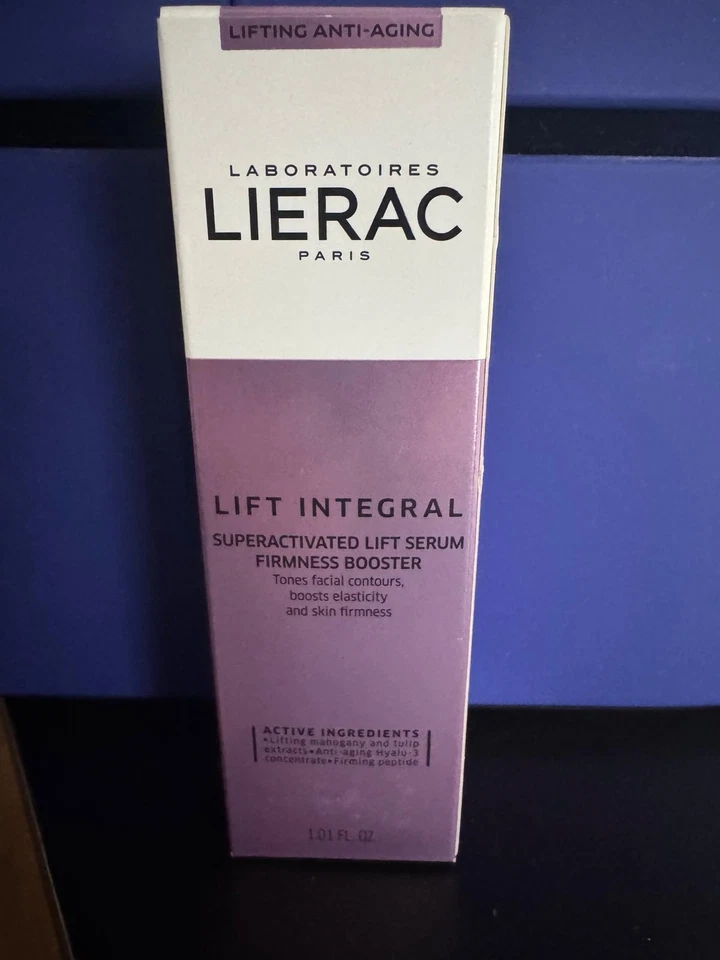 LIFTING ANTI-AGING
LABORATOIRES
LIERAC
PARIS
LIFT INTEGRAL
SUPERACTIVATED LIFT SERUM
FIRMNESS BOOSTER
Tones facial contours,
boosts elasticity
and skin firmness
ACTIVE INGREDIENTS
•Lifting mahogany and tulip
extracts•Anti-aging Hyalu-3
concentrate•Firming peptide
1.01 FL. OZ.